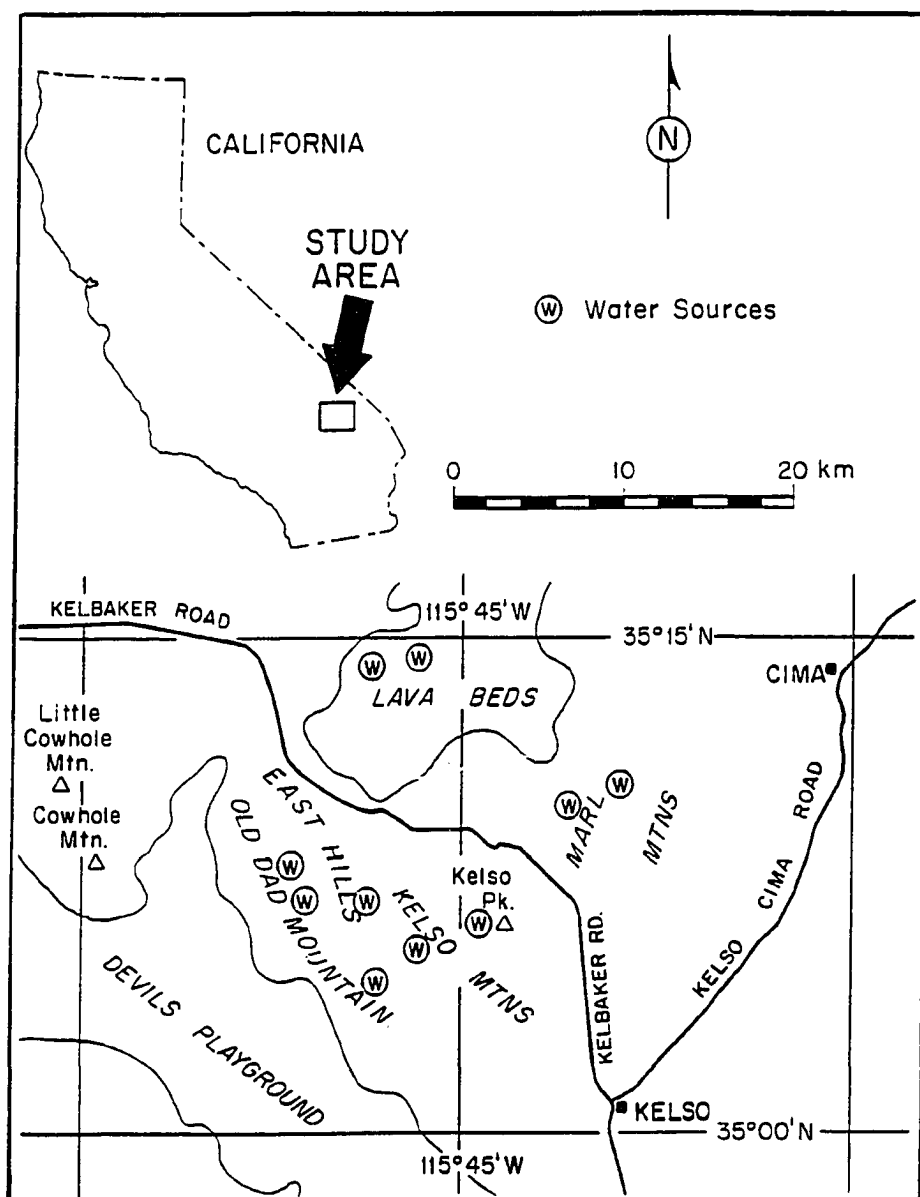 CALIFORNIA
N
STUDY
AREA
W Water Sources
0 10 20 km
KELBAKER ROAD
115° 45' W
35° 15' N
W W
LAVA BEDS
CIMA
Little
Cowhole
Mtn.
Cowhole
Mtn.
EAST HILLS
OLD DAD MOUNTAIN
W W
MARL MTNS
KELSO CIMA ROAD
Kelso
Pk.
W W W W W W
KELSO MTNS
KELBAKER RD.
DEVILS PLAYGROUND
KELSO
35°00' N
115°45' W